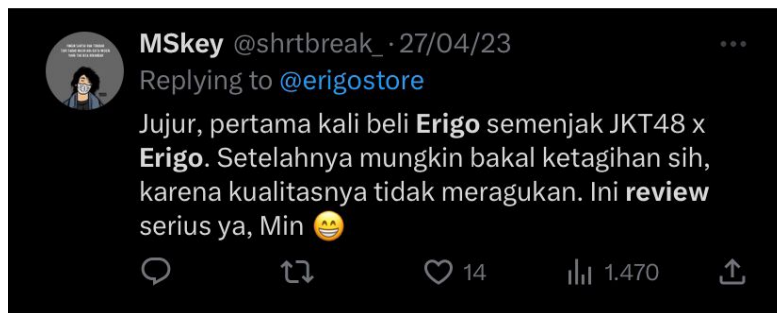 MSkey @shrtbreak_ · 27/04/23
Replying to @erigostore
Jujur, pertama kali beli Erigo semenjak JKT48 x
Erigo. Setelahnya mungkin bakal ketagihan sih,
karena kualitasnya tidak meragukan. Ini review
serius ya, Min 😁
14 1.470